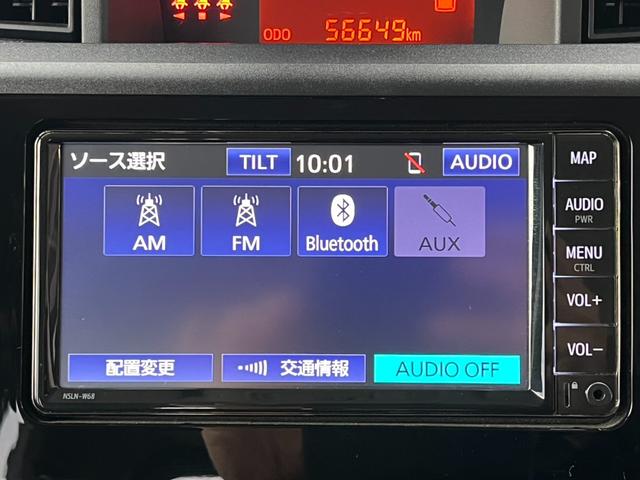 ODO 56649km
ソース選択 TILT 10:01 AUDIO
AM FM Bluetooth AUX
配置変更 交通情報 AUDIO OFF
MAP
AUDIO
PWR
MENU
CTRL
VOL+
VOL-
NSLN-W68